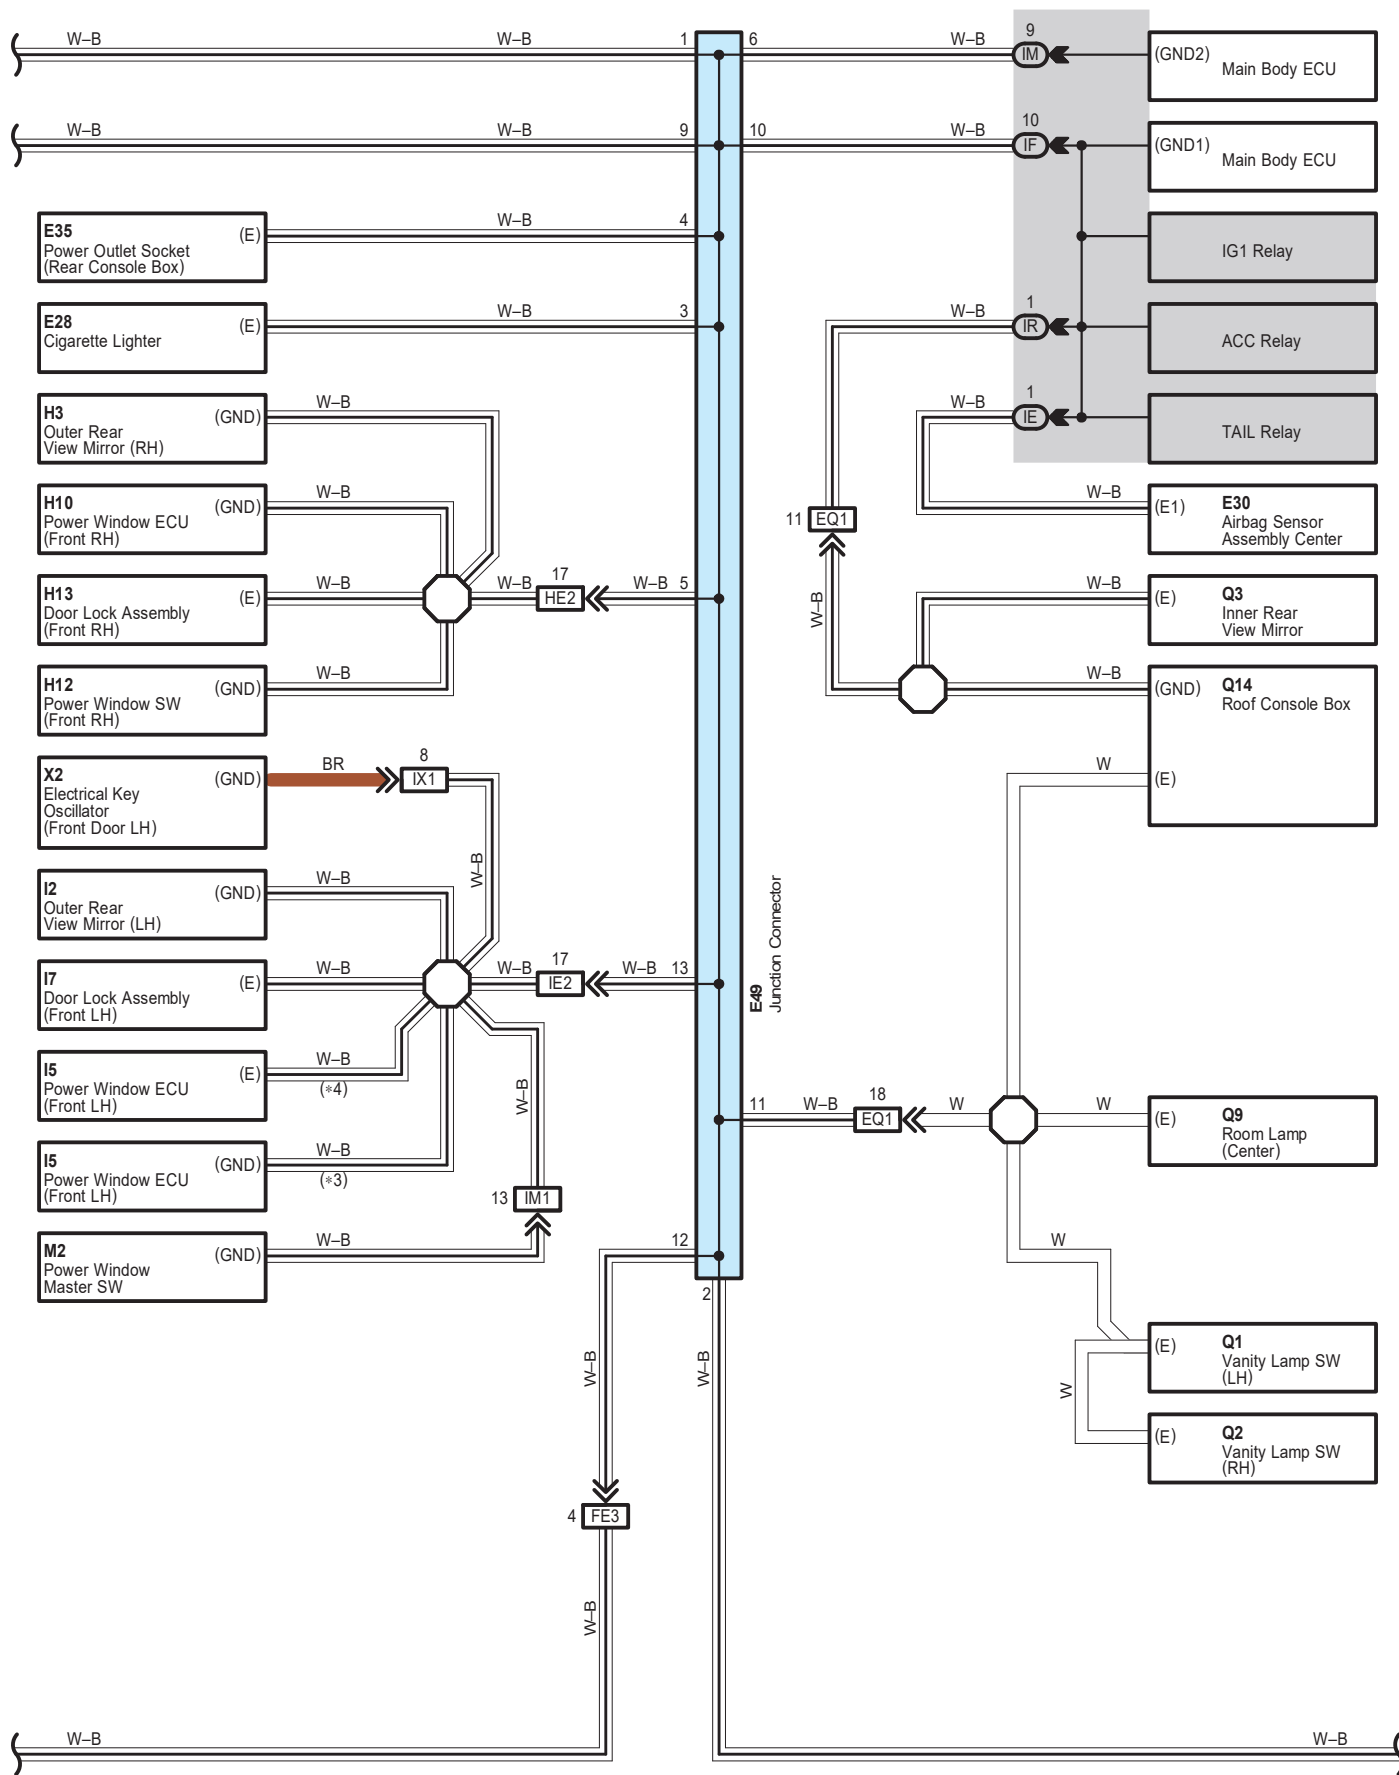 W–B
W–B
1
6
W–B
9
IM
(GND2)
Main Body ECU
W–B
W–B
9
10
W–B
10
IF
(GND1)
Main Body ECU
E35
Power Outlet Socket
(Rear Console Box)
(E)
W–B
4
IG1 Relay
E28
Cigarette Lighter
(E)
W–B
3
W–B
1
IR
ACC Relay
H3
Outer Rear
View Mirror (RH)
(GND)
W–B
W–B
1
IE
TAIL Relay
H10
Power Window ECU
(Front RH)
(GND)
W–B
11
EQ1
W–B
(E1)
E30
Airbag Sensor
Assembly Center
H13
Door Lock Assembly
(Front RH)
(E)
W–B
W–B
17
HE2
W–B
5
W–B
W–B
(E)
Q3
Inner Rear
View Mirror
H12
Power Window SW
(Front RH)
(GND)
W–B
W–B
(GND)
Q14
Roof Console Box
W
(E)
X2
Electrical Key
Oscillator
(Front Door LH)
(GND)
BR
8
IX1
W–B
I2
Outer Rear
View Mirror (LH)
(GND)
W–B
E49
Junction Connector
I7
Door Lock Assembly
(Front LH)
(E)
W–B
W–B
17
IE2
W–B
13
I5
Power Window ECU
(Front LH)
(E)
W–B
(*4)
W–B
11
W–B
18
EQ1
W
W
(E)
Q9
Room Lamp
(Center)
I5
Power Window ECU
(Front LH)
(GND)
W–B
(*3)
13
IM1
M2
Power Window
Master SW
(GND)
W–B
12
2
W
W–B
W–B
(E)
Q1
Vanity Lamp SW
(LH)
W
(E)
Q2
Vanity Lamp SW
(RH)
4
FE3
W–B
W–B
W–B